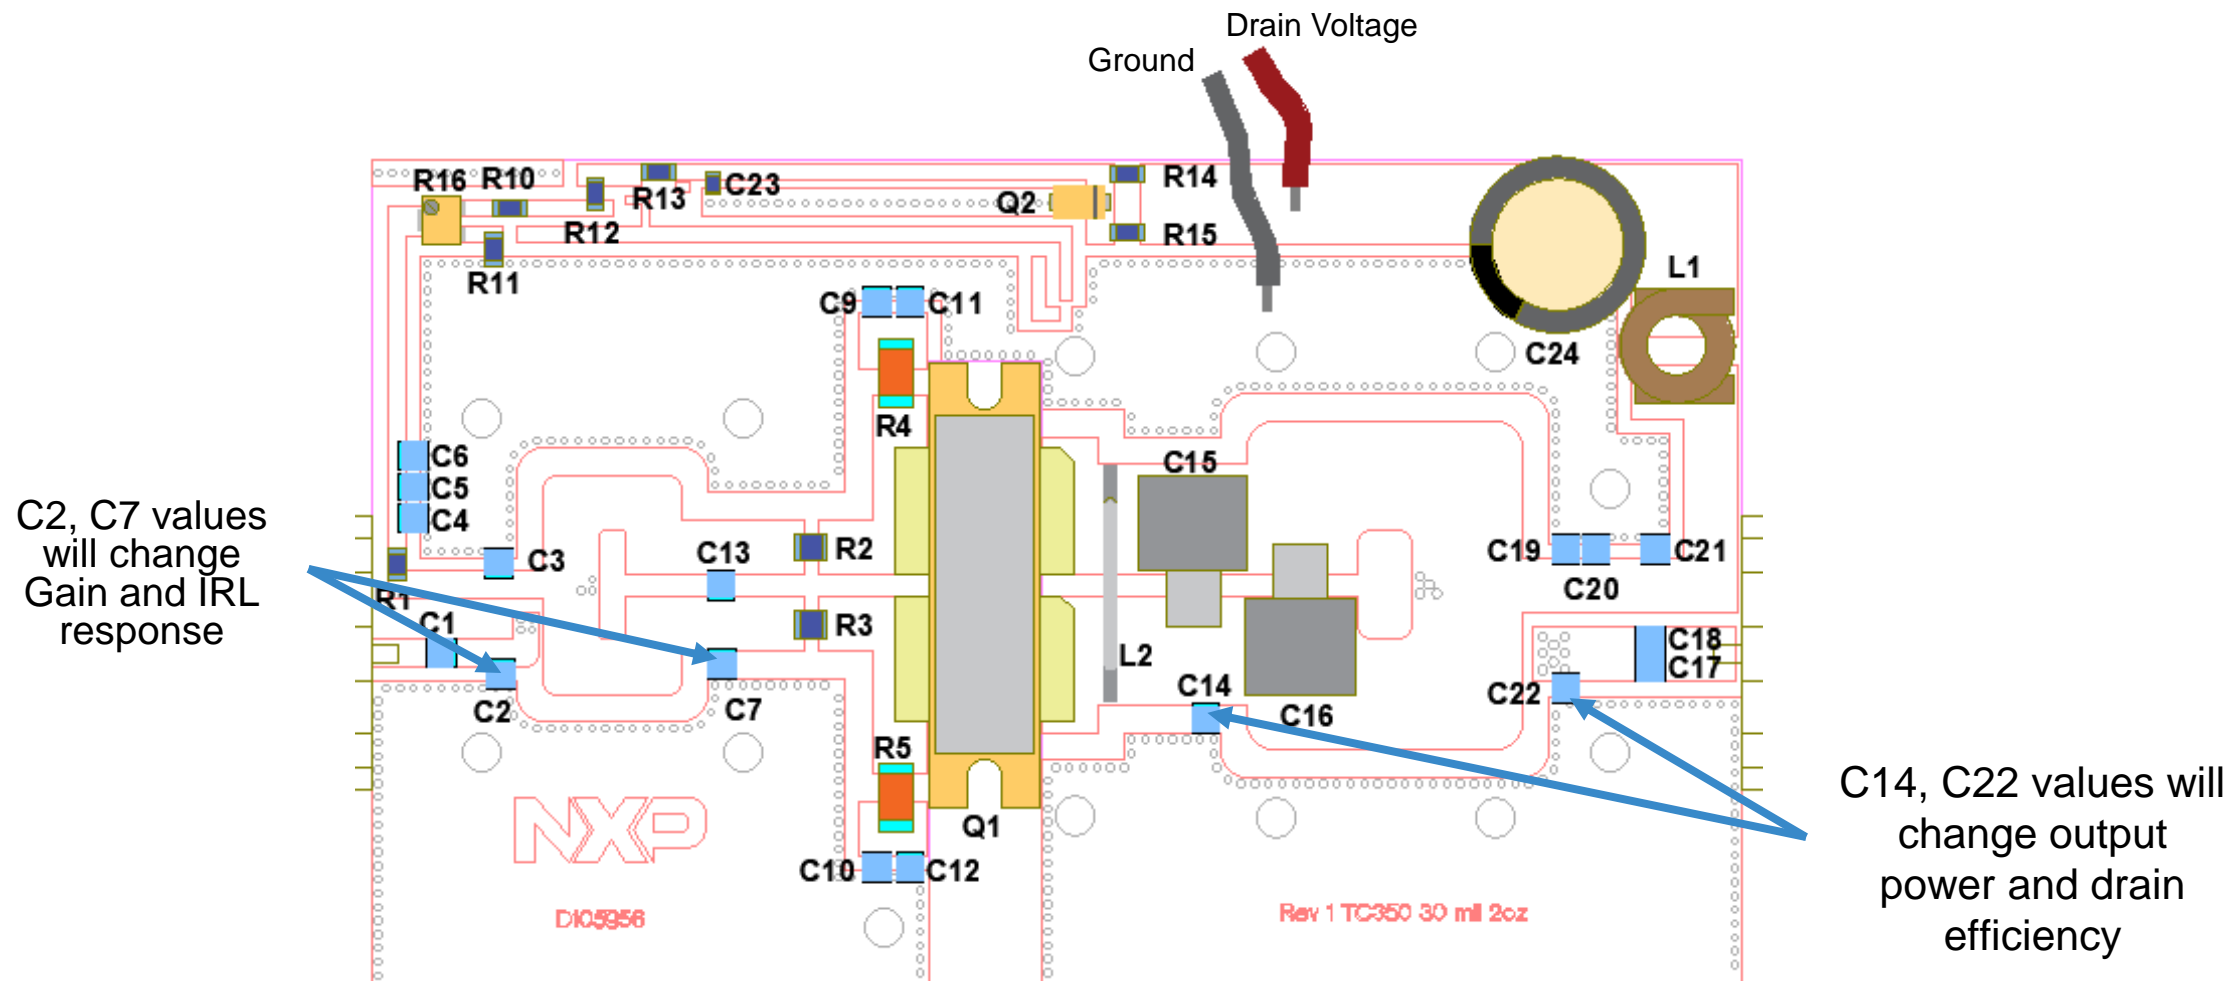 Drain Voltage
Ground
R16 R10
R13
C23
Q2
R14
R12
R15
R11
L1
C9 C11
C24
R4
C6
C15
C5
C4
C2, C7 values
will change
Gain and IRL
response
C3
C13
R2
C19
C21
C20
R1
C1
R3
C18
L2
C17
C14
C22
C2
C7
C16
R5
C14, C22 values will
change output
power and drain
efficiency
NXP
Q1
C10 C12
DI05956
Rev 1 TC350 30 mil 2oz